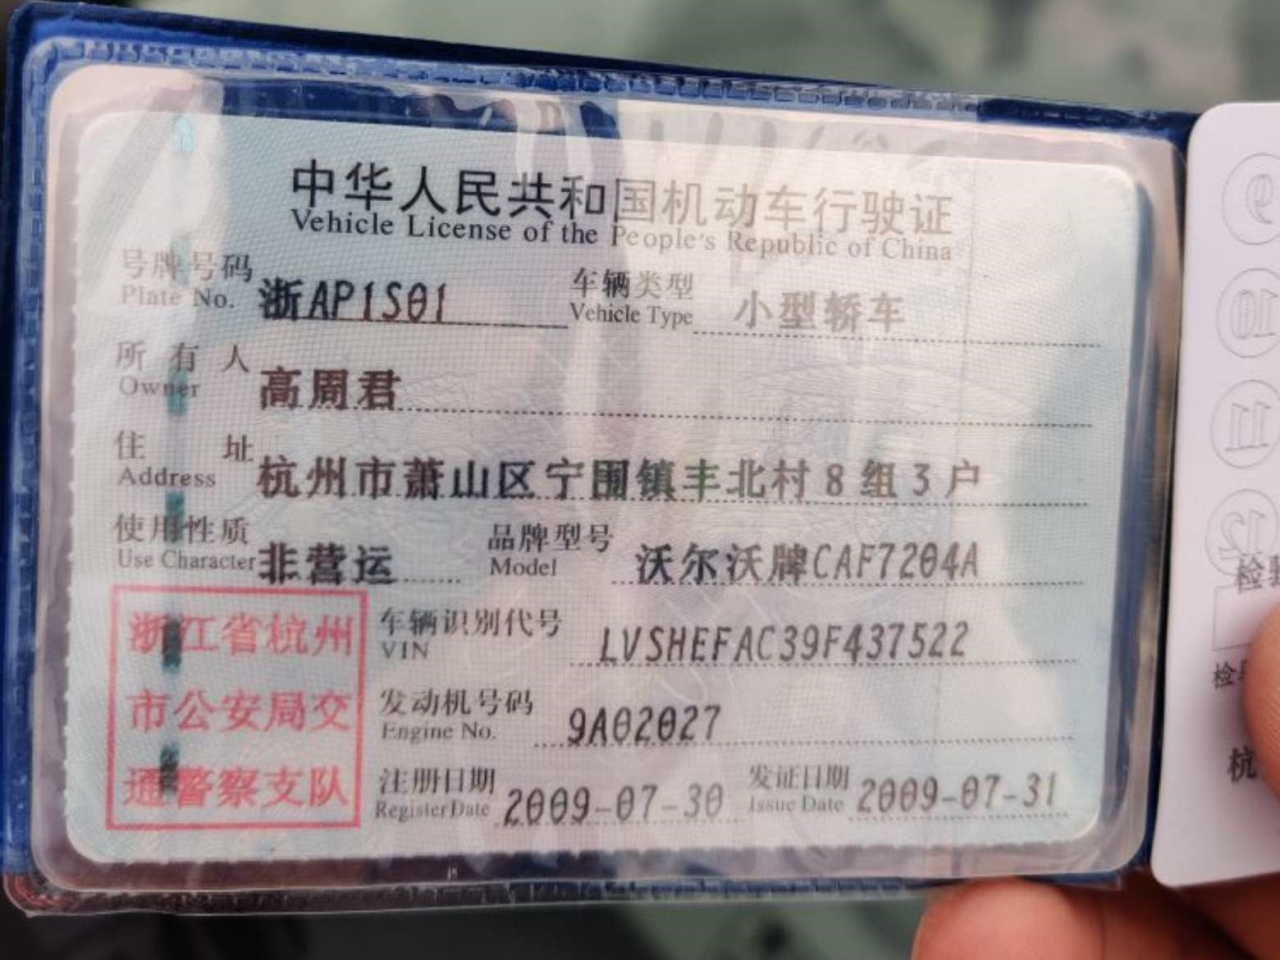 中华人民共和国机动车行驶证
Vehicle License of the People's Republic of China
号牌号码 浙AP1S01 车辆类型 小型轿车
Plate No. Vehicle Type
所有人 高周君
Owner
住址 杭州市萧山区宁围镇丰北村8组3户
Address
使用性质 非营运 品牌型号 沃尔沃牌CAF7204A
Use Character Model
浙江省杭州
市公安局交
通警察支队
车辆识别代号 LVSHEFAC39F437522
VIN
发动机号码 9A02027
Engine No.
注册日期 2009-07-30 发证日期 2009-07-31
Register Date Issue Date
9
10
11
12
检验
杭